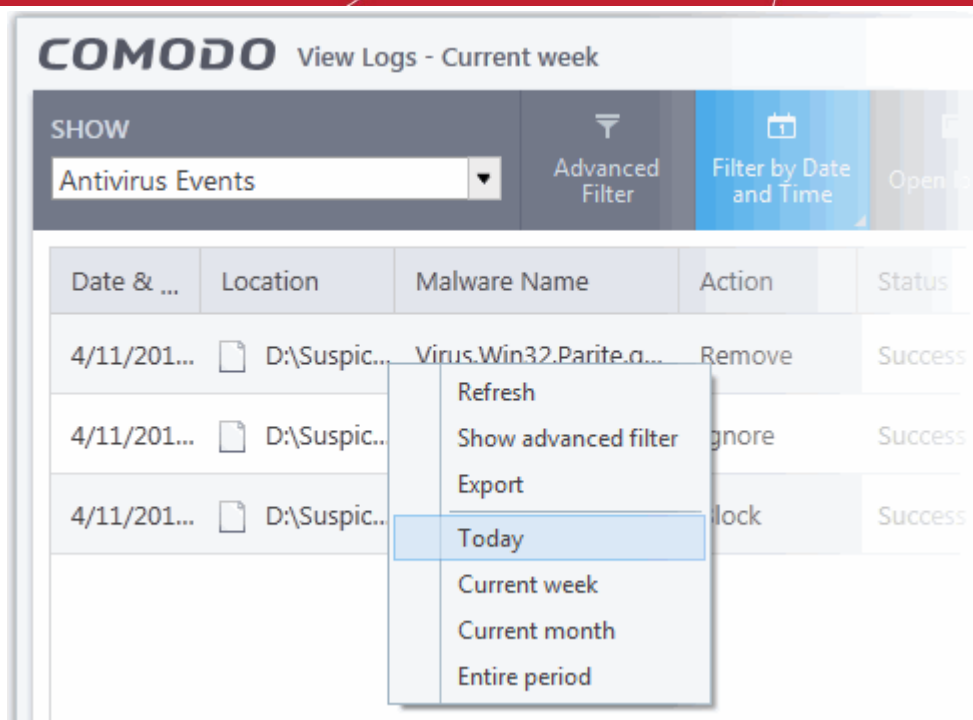 COMODO View Logs - Current week
SHOW
Antivirus Events
Advanced
Filter
Filter by Date
and Time
Open
Date & ... Location Malware Name Action Status
4/11/201... D:\Suspic... Virus.Win32.Parite.g... Remove Success
4/11/201... D:\Suspic... gnore Success
4/11/201... D:\Suspic... lock Success
Refresh
Show advanced filter
Export
Today
Current week
Current month
Entire period